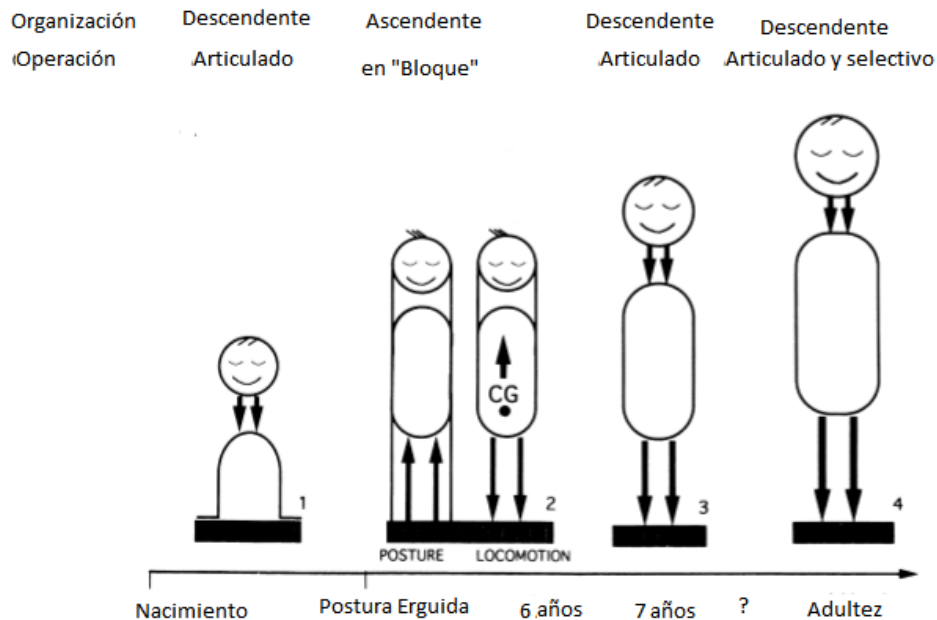 Organización Descendente Ascendente Descendente Descendente
Operación Articulado en "Bloque" Articulado Articulado y selectivo
CG
1 2 3 4
POSTURE LOCOMOTION
Nacimiento Postura Erguida 6 años 7 años ? Adultez